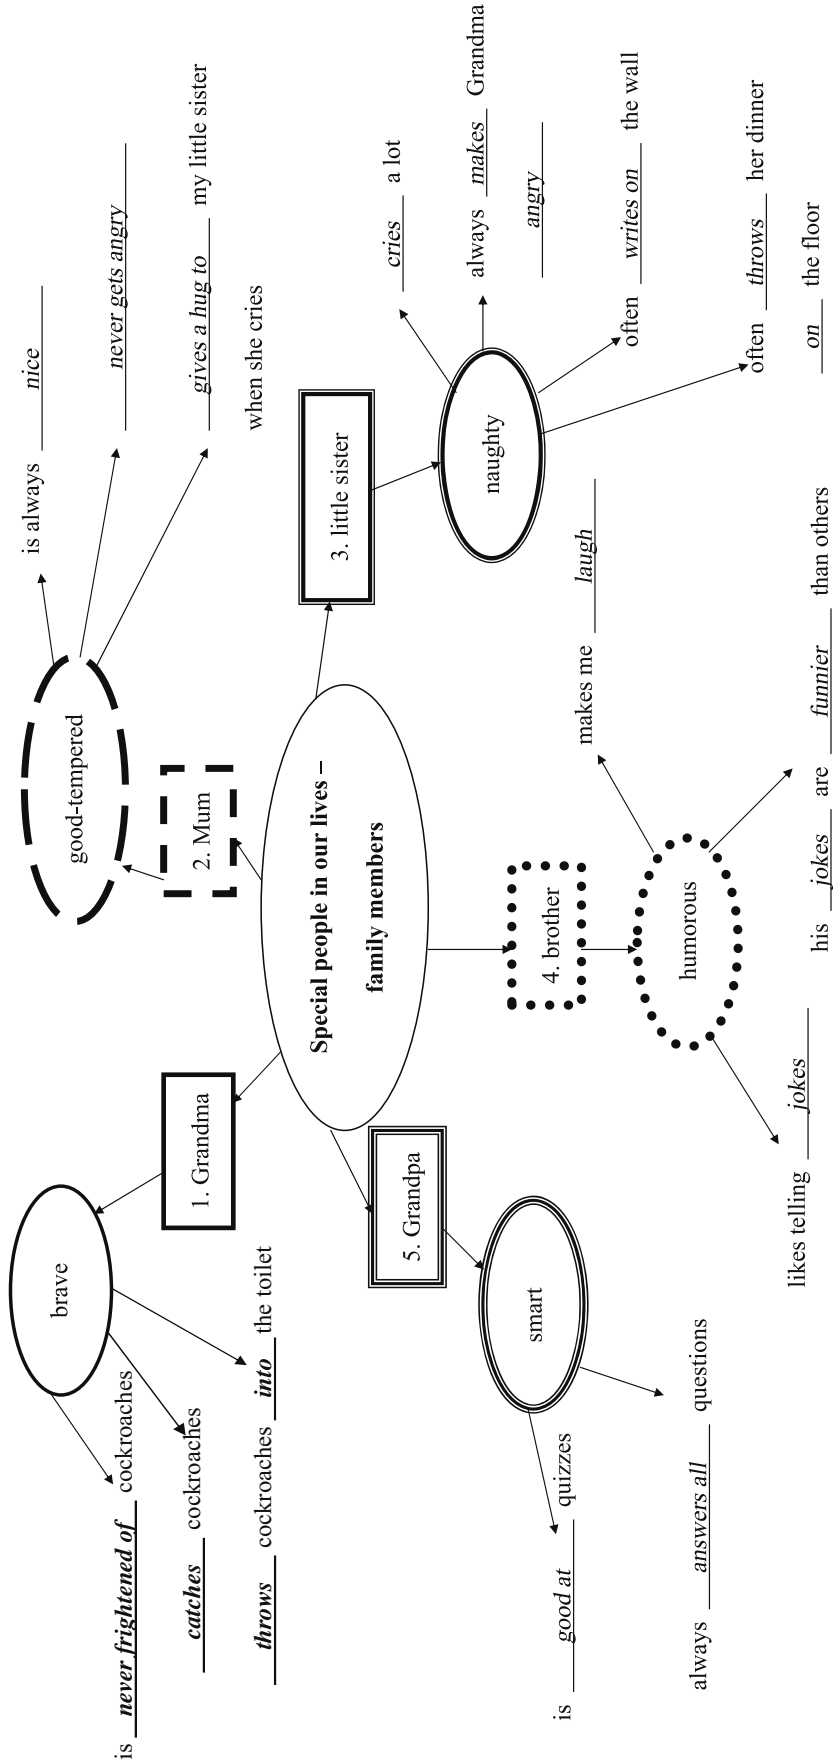 Special people in our lives –
family members
1. Grandma
brave
is never frightened of cockroaches
catches cockroaches
throws cockroaches into the toilet
2. Mum
good-tempered
is always nice
never gets angry
gives a hug to my little sister
when she cries
3. little sister
naughty
cries a lot
always makes Grandma
angry
often writes on the wall
often throws her dinner
on the floor
4. brother
humorous
makes me laugh
his jokes are funnier than others
likes telling jokes
5. Grandpa
smart
is good at quizzes
always answers all questions